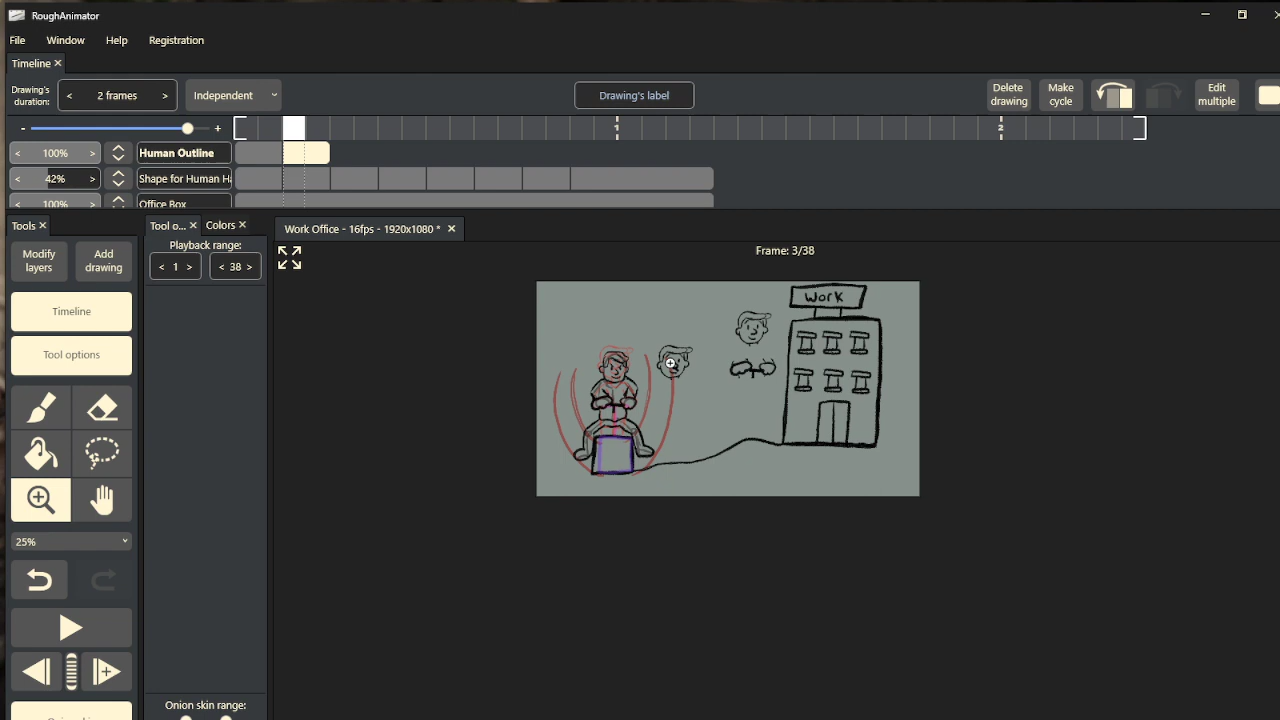 RoughAnimator
File Window Help Registration
Timeline
Drawing's duration:
< 2 frames >
Independent
Drawing's label
Delete drawing
Make cycle
Edit multiple
- +
1 2
< 100% > Human Outline
< 42% > Shape for Human Ha
100% Office Box
Tools
Tool o...
Colors
Work Office - 16fps - 1920x1080 *
Modify layers
Add drawing
Playback range:
< 1 > < 38 >
Frame: 3/38
Timeline
Tool options
Work
25%
Onion skin range: